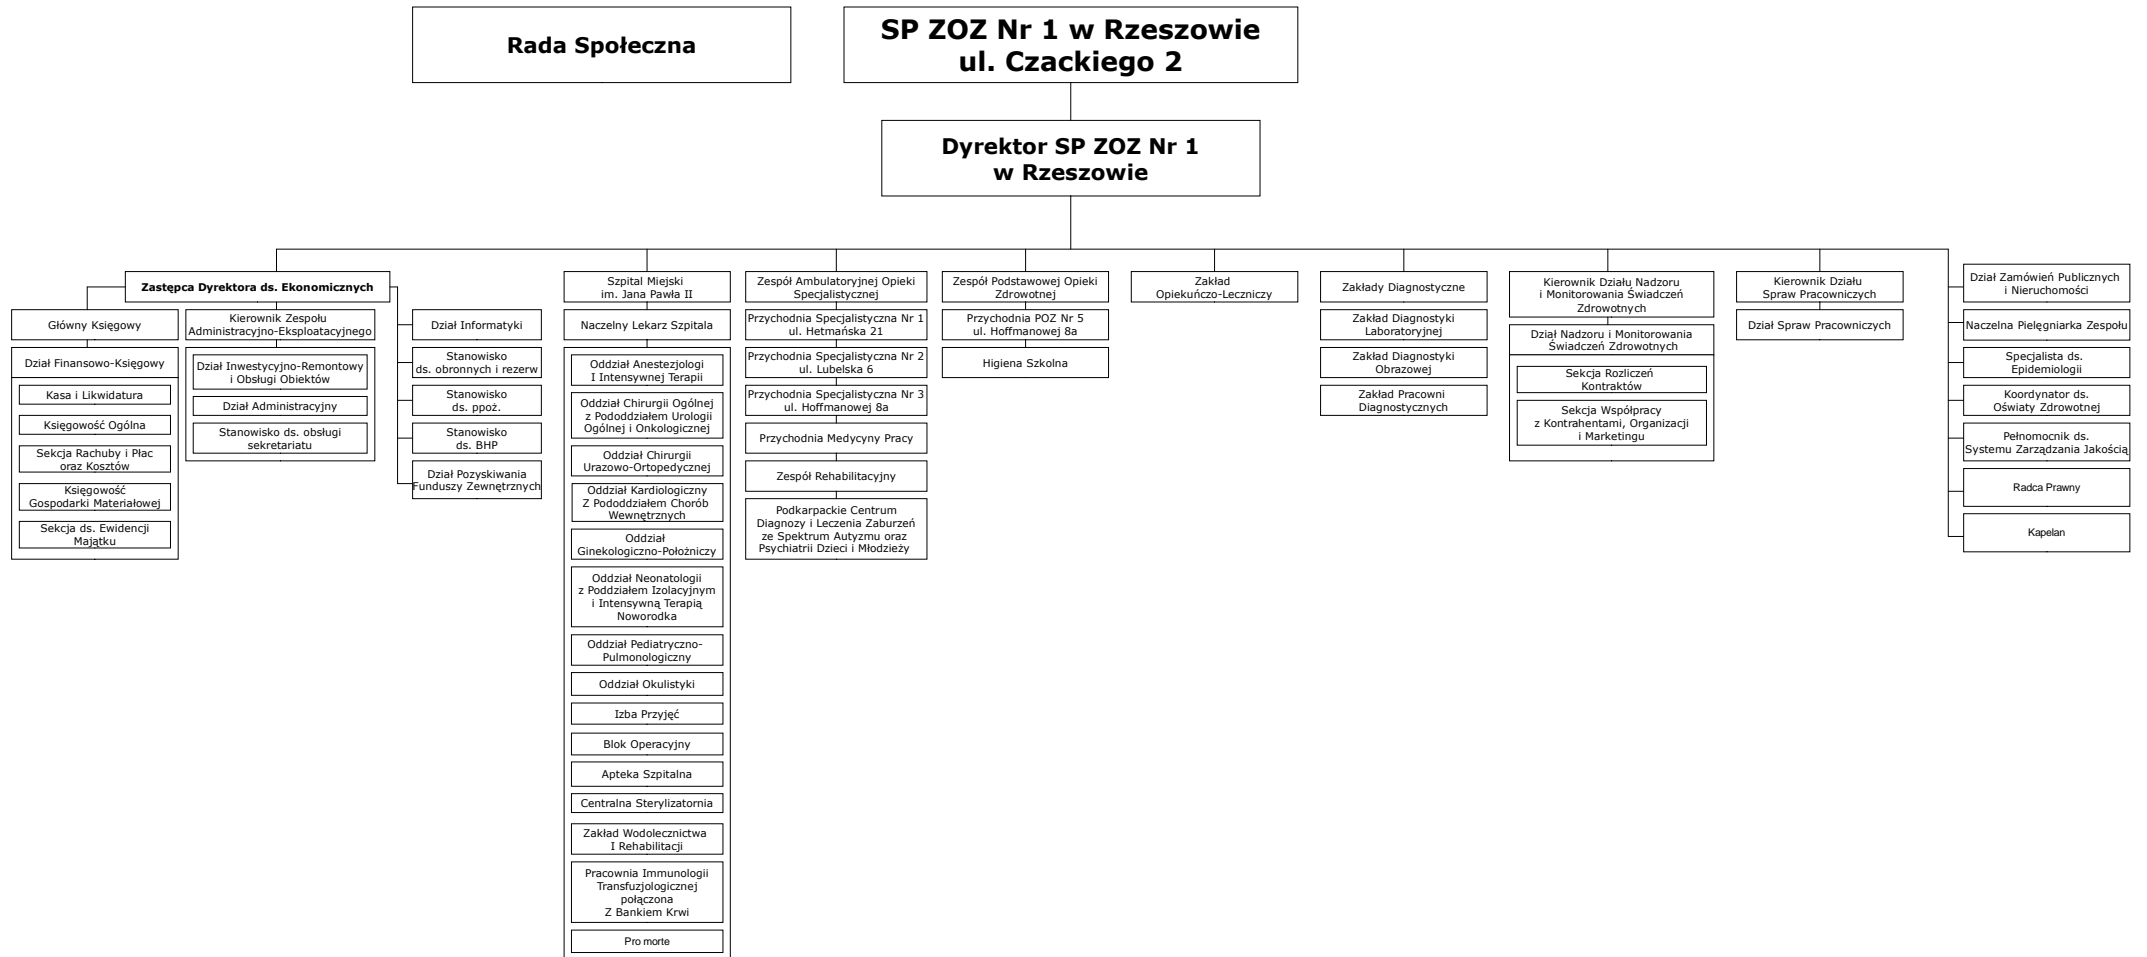 Rada Społeczna
SP ZOZ Nr 1 w Rzeszowie
ul. Czackiego 2
Dyrektor SP ZOZ Nr 1
w Rzeszowie
Zastępca Dyrektora ds. Ekonomicznych
Główny Księgowy
Dział Finansowo-Księgowy
Kasa i Likwidatura
Księgowość Ogólna
Sekcja Rachuby i Płac
oraz Kosztów
Księgowość
Gospodarki Materiałowej
Sekcja ds. Ewidencji
Majątku
Kierownik Zespołu
Administracyjno-Eksploatacyjnego
Dział Inwestycyjno-Remontowy
i Obsługi Obiektów
Dział Administracyjny
Stanowisko ds. obsługi
sekretariatu
Dział Informatyki
Stanowisko
ds. obronnych i rezerw
Stanowisko
ds. ppoż.
Stanowisko
ds. BHP
Dział Pozyskiwania
Funduszy Zewnętrznych
Szpital Miejski
im. Jana Pawła II
Naczelny Lekarz Szpitala
Oddział Anestezjologi
I Intensywnej Terapii
Oddział Chirurgii Ogólnej
z Pododdziałem Urologii
Ogólnej i Onkologicznej
Oddział Chirurgii
Urazowo-Ortopedycznej
Oddział Kardiologiczny
Z Pododdziałem Chorób
Wewnętrznych
Oddział
Ginekologiczno-Położniczy
Oddział Neonatologii
z Poddziałem Izolacyjnym
i Intensywną Terapią
Noworodka
Oddział Pediatryczno-
Pulmonologiczny
Oddział Okulistyki
Izba Przyjęć
Blok Operacyjny
Apteka Szpitalna
Centralna Sterylizatornia
Zakład Wodolecznictwa
I Rehabilitacji
Pracownia Immunologii
Transfuzjologicznej
połączona
Z Bankiem Krwi
Pro morte
Zespół Ambulatoryjnej Opieki
Specjalistycznej
Przychodnia Specjalistyczna Nr 1
ul. Hetmańska 21
Przychodnia Specjalistyczna Nr 2
ul. Lubelska 6
Przychodnia Specjalistyczna Nr 3
ul. Hoffmanowej 8a
Przychodnia Medycyny Pracy
Zespół Rehabilitacyjny
Podkarpackie Centrum
Diagnozy i Leczenia Zaburzeń
ze Spektrum Autyzmu oraz
Psychiatrii Dzieci i Młodzieży
Zespół Podstawowej Opieki
Zdrowotnej
Przychodnia POZ Nr 5
ul. Hoffmanowej 8a
Higiena Szkolna
Zakład
Opiekuńczo-Leczniczy
Zakłady Diagnostyczne
Zakład Diagnostyki
Laboratoryjnej
Zakład Diagnostyki
Obrazowej
Zakład Pracowni
Diagnostycznych
Kierownik Działu Nadzoru
i Monitorowania Świadczeń
Zdrowotnych
Dział Nadzoru i Monitorowania
Świadczeń Zdrowotnych
Sekcja Rozliczeń
Kontraktów
Sekcja Współpracy
z Kontrahentami, Organizacji
i Marketingu
Kierownik Działu
Spraw Pracowniczych
Dział Spraw Pracowniczych
Dział Zamówień Publicznych
i Nieruchomości
Naczelna Pielęgniarka Zespołu
Specjalista ds.
Epidemiologii
Koordynator ds.
Oświaty Zdrowotnej
Pełnomocnik ds.
Systemu Zarządzania Jakością
Radca Prawny
Kapelan